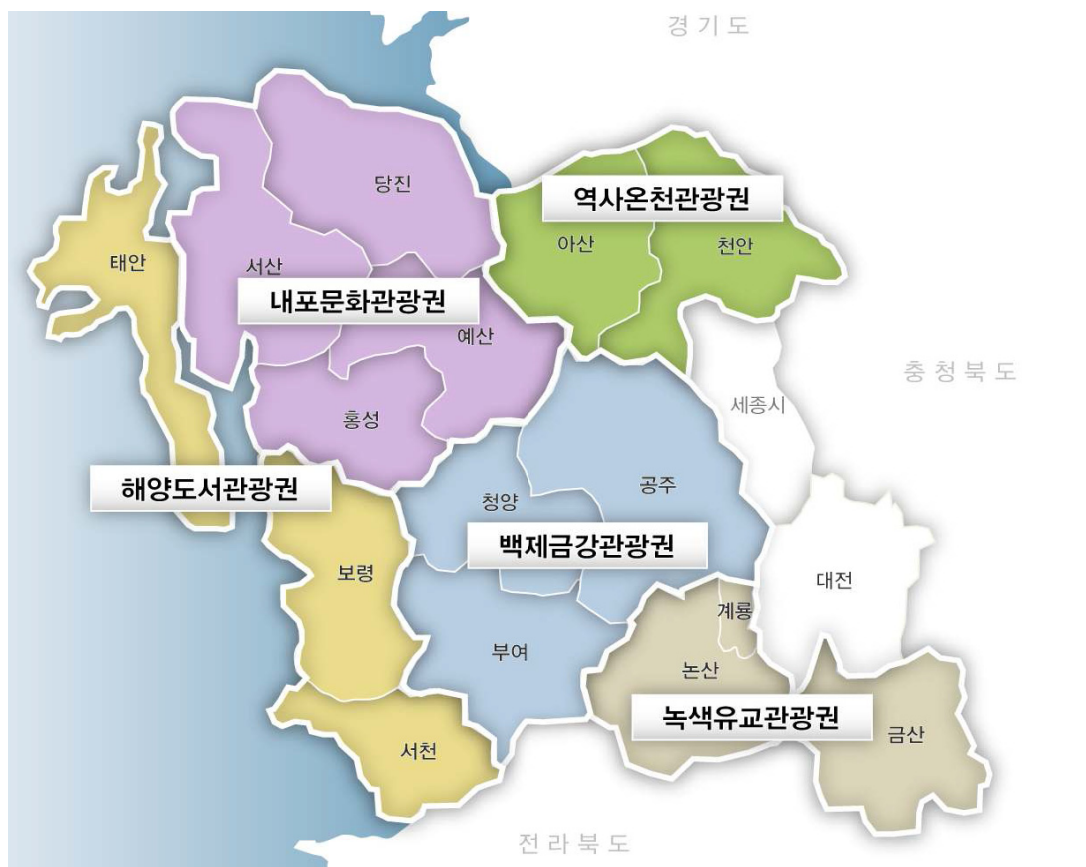 경기도
당진
역사온천관광권
아산
천안
태안
서산
내포문화관광권
예산
충청북도
세종시
홍성
해양도서관광권
청양
공주
백제금강관광권
보령
대전
계룡
부여
논산
녹색유교관광권
금산
서천
전라북도